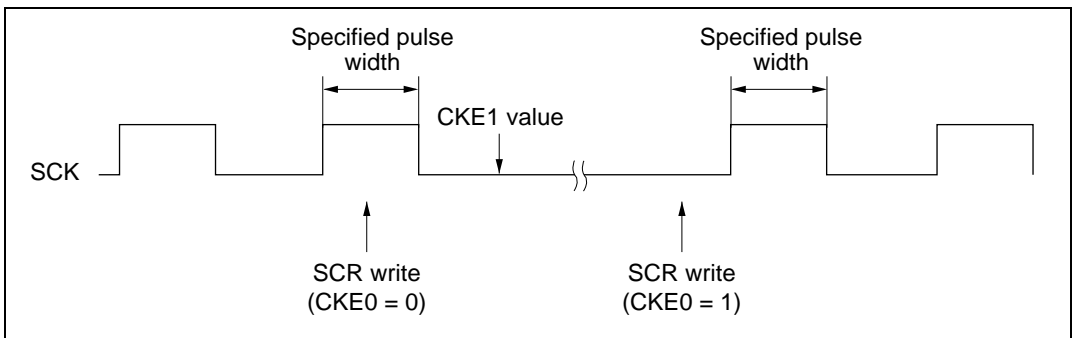 Specified pulse
width
Specified pulse
width
CKE1 value
SCK
SCR write
(CKE0 = 0)
SCR write
(CKE0 = 1)